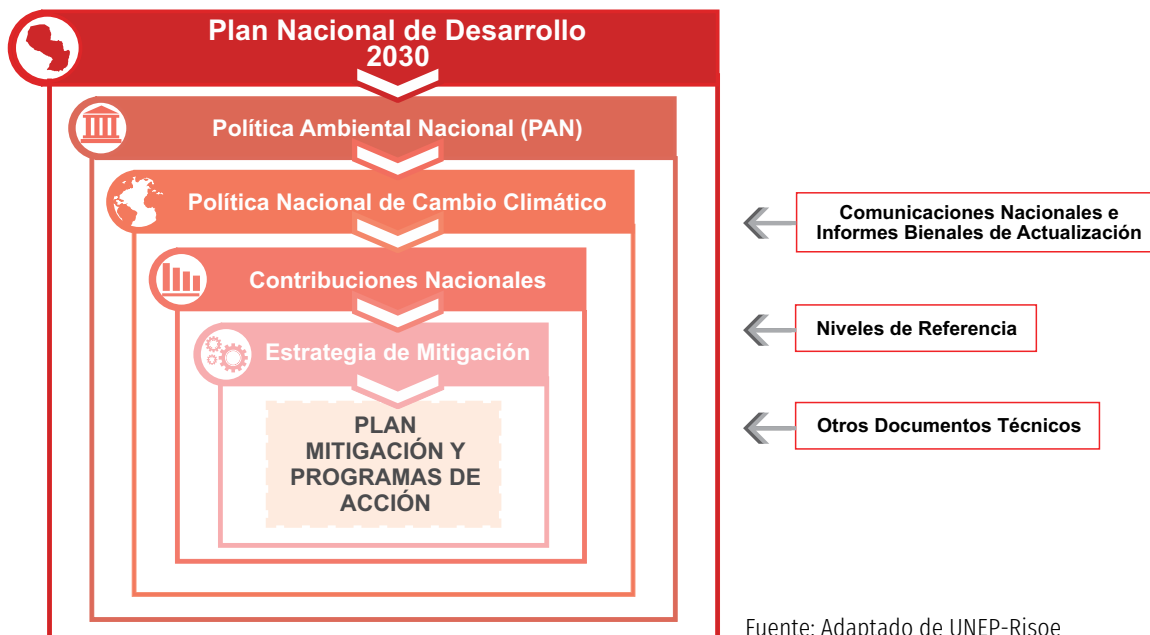 Plan Nacional de Desarrollo
2030
Política Ambiental Nacional (PAN)
Política Nacional de Cambio Climático
Contribuciones Nacionales
Estrategia de Mitigación
PLAN
MITIGACIÓN Y
PROGRAMAS DE
ACCIÓN
Comunicaciones Nacionales e
Informes Bienales de Actualización
Niveles de Referencia
Otros Documentos Técnicos
Fuente: Adaptado de UNEP-Risoe